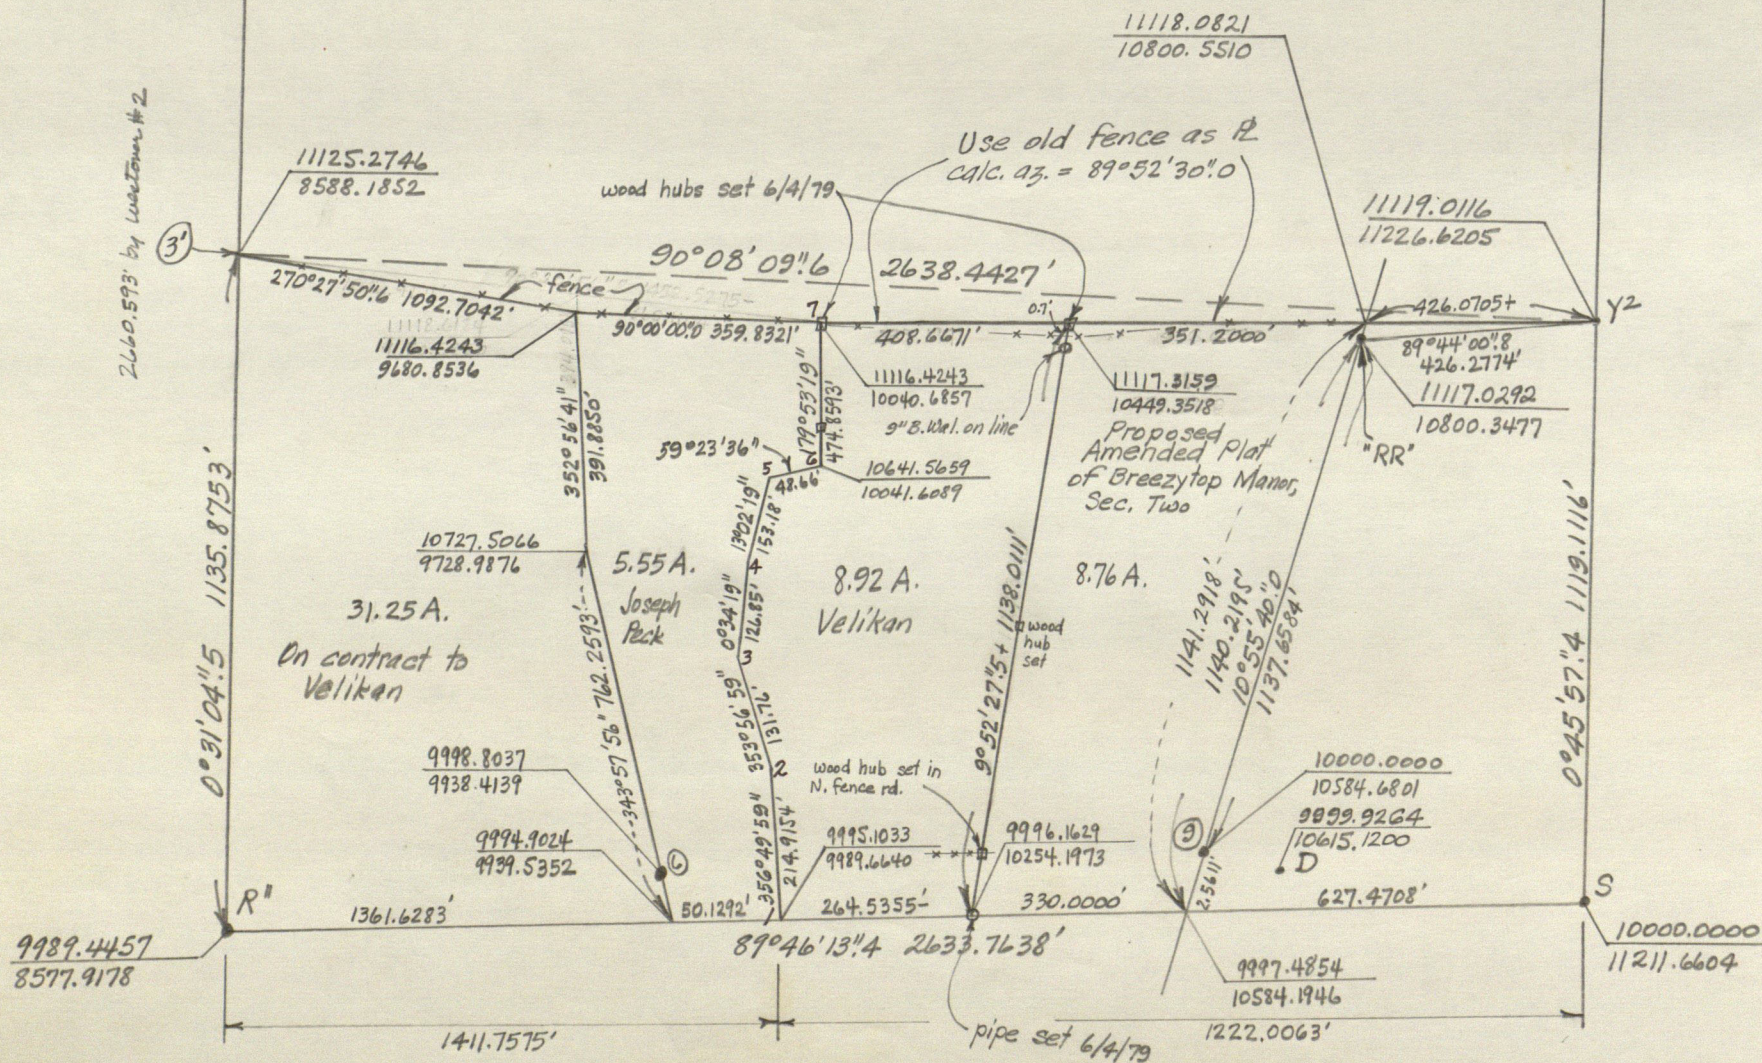 11118.0821
10800.5510
2660.593' by Westover #2
11125.2746
8588.1852
Use old fence as PL
calc. az. = 89°52'30".0
wood hubs set 6/4/79
11119.0116
11226.6205
3'
90°08'09".6 2638.4427'
270°27'50".6 1092.7042'
fence
90°00'00".0 359.8321'
7
408.6671'
0.7'
351.2000'
426.0705+
Y2
89°44'00".8
426.2774'
11116.4243
9680.8536
11116.4243
10040.6857
11117.3159
10449.3518
11117.0292
10800.3477
"RR"
179°53'19"
474.8593'
9" B.Wal. on line
Proposed
Amended Plat
of Breezytop Manor,
Sec. Two
352°56'41"
391.8850'
59°23'36"
5
6
48.66'
10641.5659
10041.6089
13°02'19"
153.18'
10727.5066
9728.9876
4
5.55 A.
Joseph
Peck
8.92 A.
Velikan
8.76 A.
0°31'04".5 1135.8753'
31.25 A.
On contract to
Velikan
0°34'19"
126.85'
3
9°52'27".5+ 1138.0111'
wood
hub
set
1141.2918'
1140.2195'
10°55'40".0
1137.6584'
0°45'57".4 1119.1116'
343°57'56" 762.2593'
353°56'59"
131.76'
2
9998.8037
9938.4139
wood hub set in
N. fence rd.
10000.0000
10584.6801
9994.9024
9939.5352
6
356°49'59"
214.9154'
9995.1033
9989.6640
9996.1629
10254.1973
9
9999.9264
10615.1200
D
2.5611'
R"
1361.6283'
50.1292'
264.5355-
330.0000'
627.4708'
S
9989.4457
8577.9178
89°46'13".4 2633.7638'
10000.0000
11211.6604
9997.4854
10584.1946
1411.7575'
pipe set 6/4/79
1222.0063'